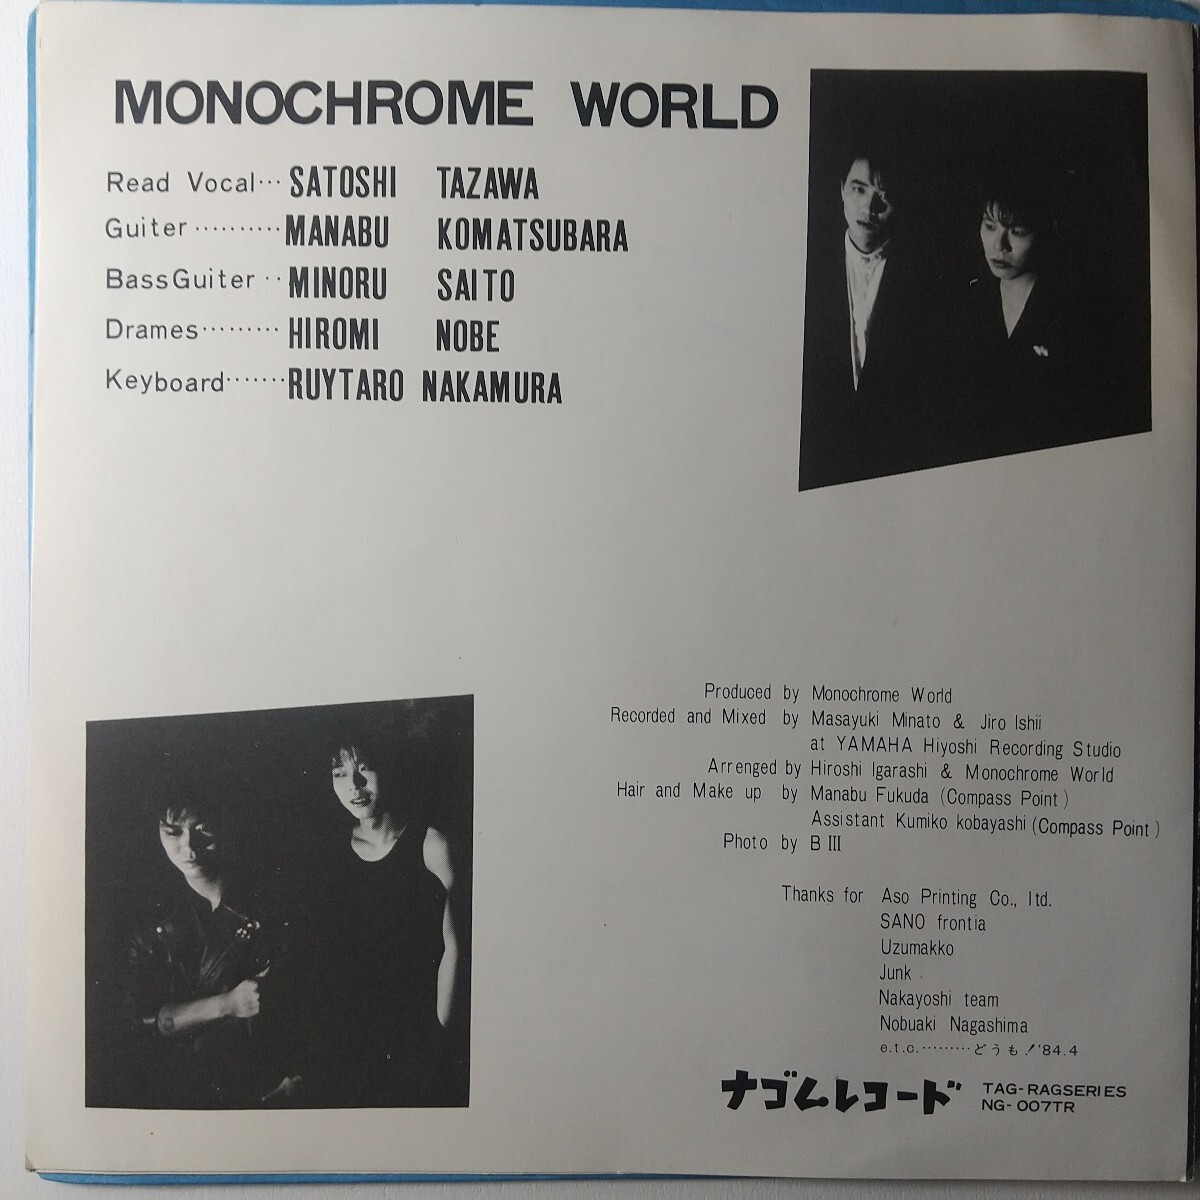 MONOCHROME WORLD
Read Vocal… SATOSHI TAZAWA
Guiter………. MANABU KOMATSUBARA
Bass Guiter ‥ MINORU SAITO
Drames……… HIROMI NOBE
Keyboard……. RUYTARO NAKAMURA
Produced by Monochrome World
Recorded and Mixed by Masayuki Minato & Jiro Ishii
at YAMAHA Hiyoshi Recording Studio
Arrenged by Hiroshi Igarashi & Monochrome World
Hair and Make up by Manabu Fukuda (Compass Point)
Assistant Kumiko kobayashi (Compass Point)
Photo by B III
Thanks for Aso Printing Co., ltd.
SANO frontia
Uzumakko
Junk
Nakayoshi team
Nobuaki Nagashima
e.t.c.………どうも!'84.4
ナゴムレコード TAG-RAGSERIES
NG-007TR